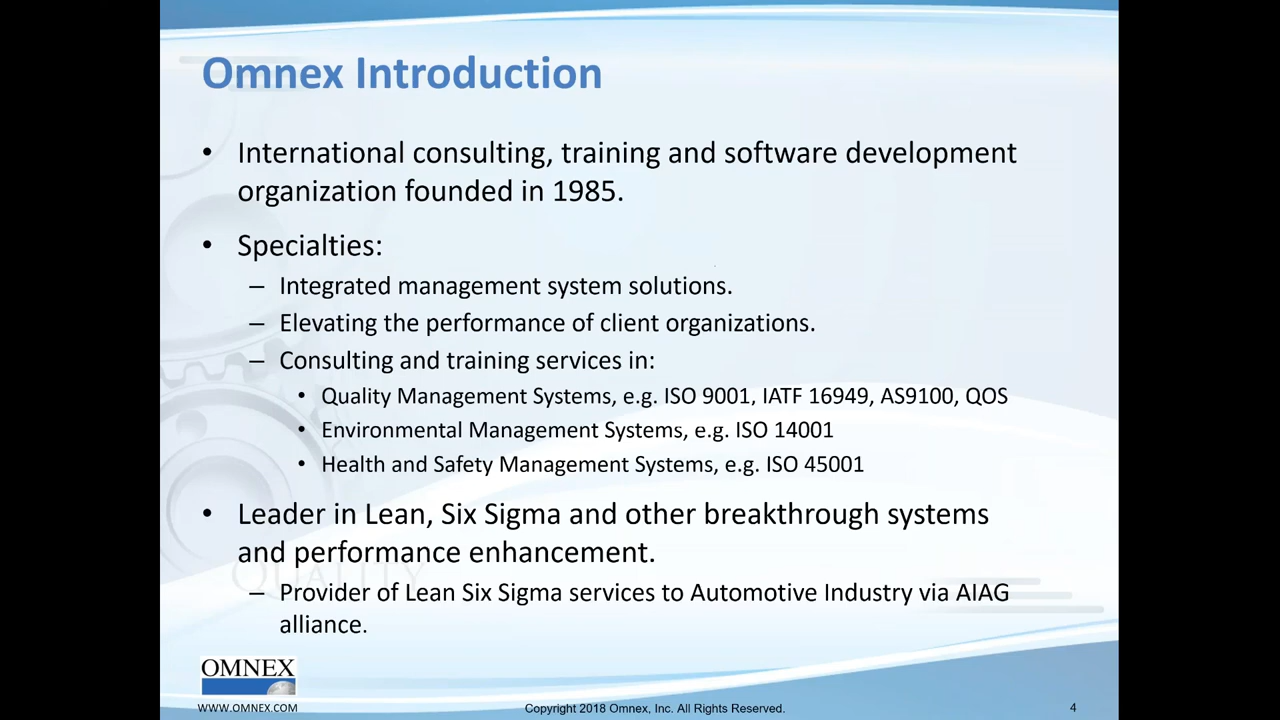 Omnex Introduction
• International consulting, training and software development
organization founded in 1985.
• Specialties:
– Integrated management system solutions.
– Elevating the performance of client organizations.
– Consulting and training services in:
• Quality Management Systems, e.g. ISO 9001, IATF 16949, AS9100, QOS
• Environmental Management Systems, e.g. ISO 14001
• Health and Safety Management Systems, e.g. ISO 45001
• Leader in Lean, Six Sigma and other breakthrough systems
and performance enhancement.
QUALITY
– Provider of Lean Six Sigma services to Automotive Industry via AIAG
alliance.
OMNEX
WWW.OMNEX.COM
Copyright 2018 Omnex, Inc. All Rights Reserved.
4